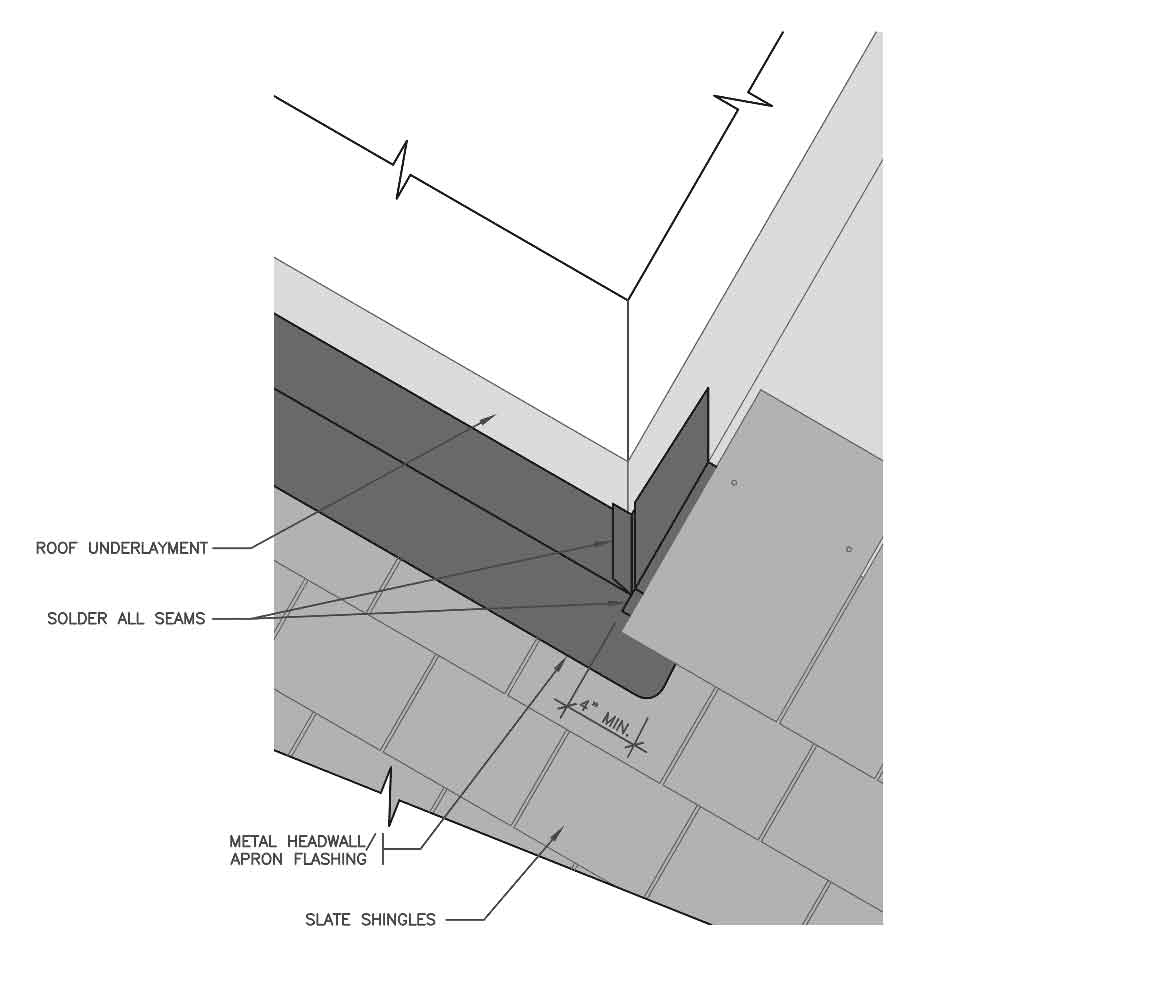 ROOF UNDERLAYMENT
SOLDER ALL SEAMS
4" MIN.
METAL HEADWALL/
APRON FLASHING
SLATE SHINGLES